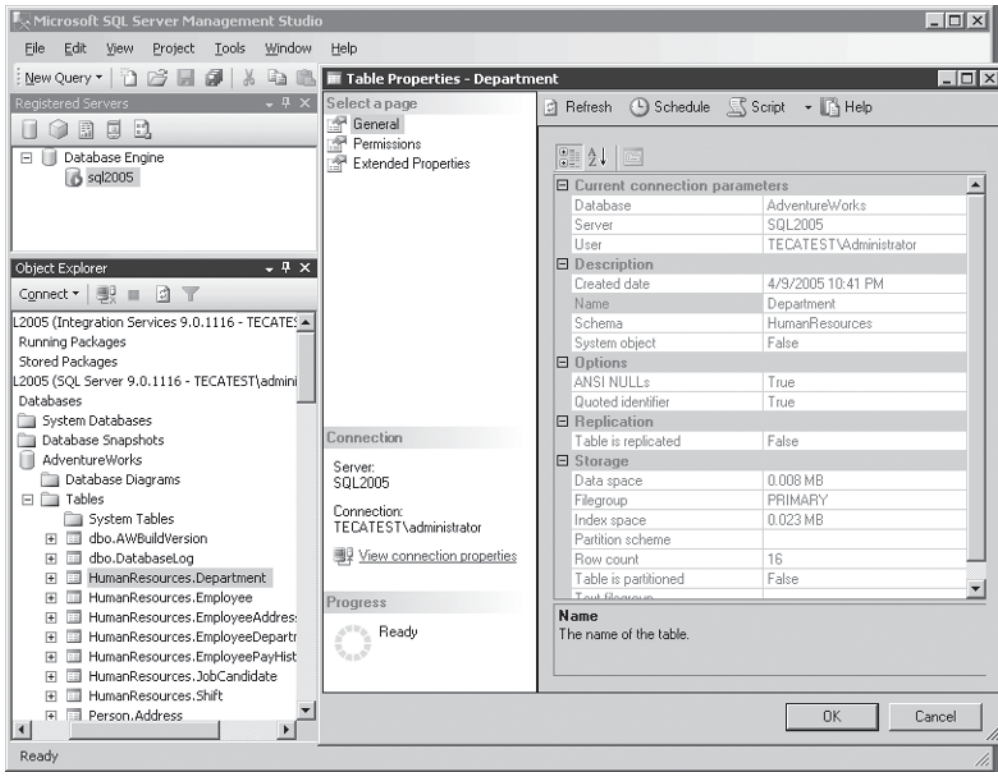 Microsoft SQL Server Management Studio
File Edit View Project Tools Window Help
New Query
Registered Servers
Database Engine
sql2005
Object Explorer
Connect
L2005 (Integration Services 9.0.1116 - TECATES
Running Packages
Stored Packages
L2005 (SQL Server 9.0.1116 - TECATEST\admini
Databases
System Databases
Database Snapshots
AdventureWorks
Database Diagrams
Tables
System Tables
dbo.AWBuildVersion
dbo.DatabaseLog
HumanResources.Department
HumanResources.Employee
HumanResources.EmployeeAddres
HumanResources.EmployeeDepartr
HumanResources.EmployeePayHist
HumanResources.JobCandidate
HumanResources.Shift
Person.Address
Ready
Table Properties - Department
Select a page
General
Permissions
Extended Properties
Connection
Server:
SQL2005
Connection:
TECATEST\administrator
View connection properties
Progress
Ready
Refresh Schedule Script Help
Current connection parameters
Database AdventureWorks
Server SQL2005
User TECATEST\Administrator
Description
Created date 4/9/2005 10:41 PM
Name Department
Schema HumanResources
System object False
Options
ANSI NULLs True
Quoted identifier True
Replication
Table is replicated False
Storage
Data space 0.008 MB
Filegroup PRIMARY
Index space 0.023 MB
Partition scheme
Row count 16
Table is partitioned False
Text filegroup
Name
The name of the table.
OK Cancel